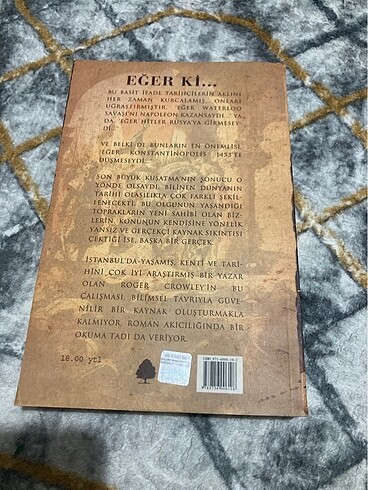 EĞER Kİ...
BU BASİT İFADE TARİHÇİLERİN AKLINI
HER ZAMAN KURCALAMIŞ, ONLARI
UĞRAŞTIRMIŞTIR. "EĞER WATERLOO
SAVAŞI'NI NAPOLEON KAZANSAYDI..." YA
DA, "EĞER HİTLER RUSYA'YA GİRMESEY
Dİ..."
VE BELKİ DE BUNLARIN EN ÖNEMLİSİ,
"EĞER KONSTANTİNOPOLİS 1453'TE
DÜŞMESEYDİ..."
SON BÜYÜK KUŞATMA'NIN SONUCU O
YÖNDE OLSAYDI, BİLİNEN DÜNYANIN
TARİHİ OLASILIKLA ÇOK FARKLI ŞEKİL-
LENECEKTİ. BU OLGUNUN YAŞANDIĞI
TOPRAKLARIN YENİ SAHİBİ OLAN BİZ-
LERİN, KONUNUN KENDİSİNE YÖNELİK
YANSIZ VE GERÇEKÇİ KAYNAK SIKINTISI
ÇEKTİĞİ İSE, BAŞKA BİR GERÇEK.
İSTANBUL'DA YAŞAMIŞ, KENTİ VE TARİ-
HİNİ ÇOK İYİ ARAŞTIRMIŞ BİR YAZAR
OLAN ROGER CROWLEY'İN BU
ÇALIŞMASI, BİLİMSEL TAVRIYLA GÜVE-
NİLİR BİR KAYNAK OLUŞTURMAKLA
KALMIYOR, ROMAN AKICILIĞINDA BİR
OKUMA TADI DA VERİYOR.
18.00 ytl